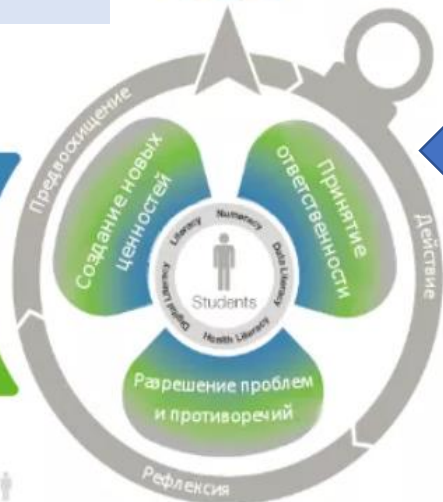 Предвосхищение
Создание новых
ценностей
Принятие
ответственности
Действие
Literacy
Numeracy
Data Literacy
Health Literacy
Digital Literacy
Students
Разрешение проблем
и противоречий
Рефлексия